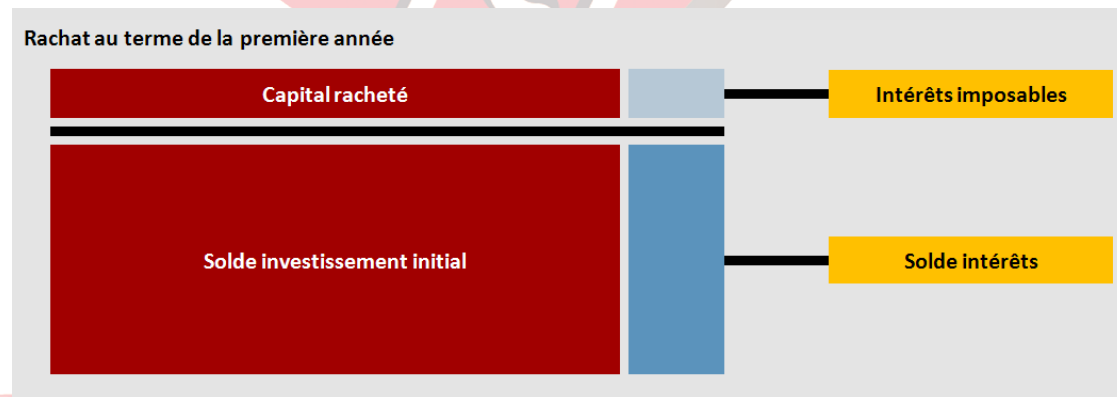 Rachat au terme de la première année
Capital racheté
Intérêts imposables
Solde investissement initial
Solde intérêts